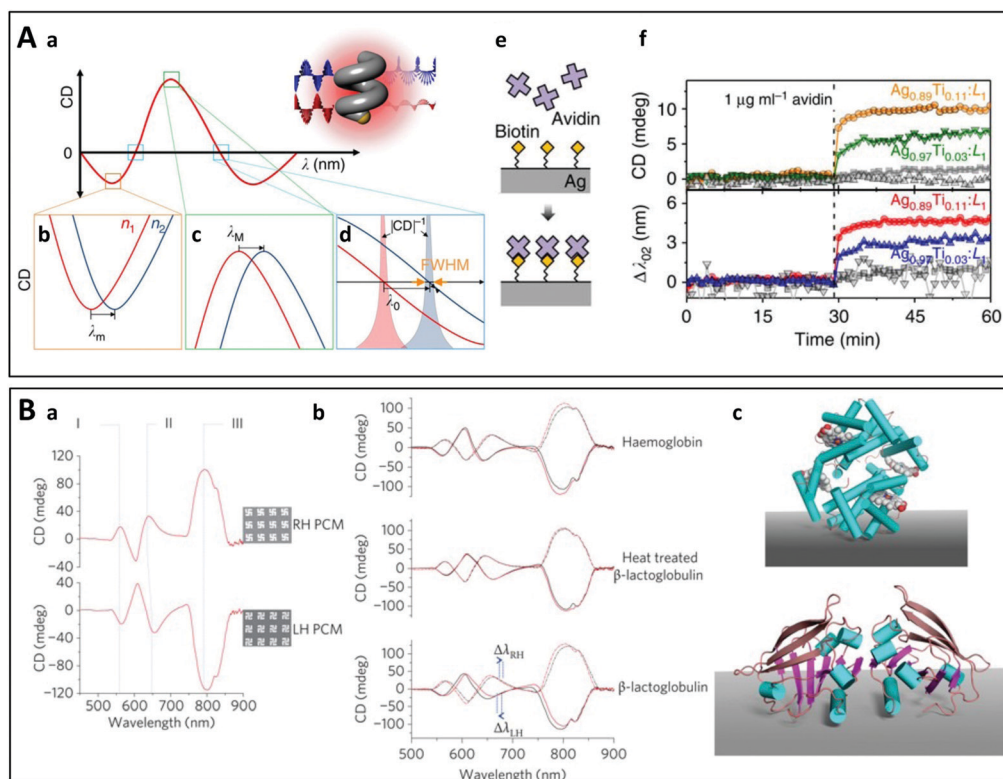 A
a
CD
0
λ (nm)
b
n₁
n₂
CD
λm
c
λM
d
|CD|⁻¹
FWHM
λ₀
e
Avidin
Biotin
Ag
f
1 μg ml⁻¹ avidin
Ag0.89Ti0.11:L1
Ag0.97Ti0.03:L1
CD (mdeg)
10
5
0
Ag0.89Ti0.11:L1
Ag0.97Ti0.03:L1
Δλ02 (nm)
6
3
0
0 15 30 45 60
Time (min)
B
a
I II III
CD (mdeg)
120
80
40
0
−40
RH PCM
CD (mdeg)
40
0
−40
−80
−120
LH PCM
500 600 700 800 900
Wavelength (nm)
b
CD (mdeg)
100
50
0
−50
−100
Haemoglobin
CD (mdeg)
100
50
0
−50
−100
Heat treated
β-lactoglobulin
CD (mdeg)
100
50
0
−50
−100
ΔλRH
ΔλLH
β-lactoglobulin
500 600 700 800 900
Wavelength (nm)
c